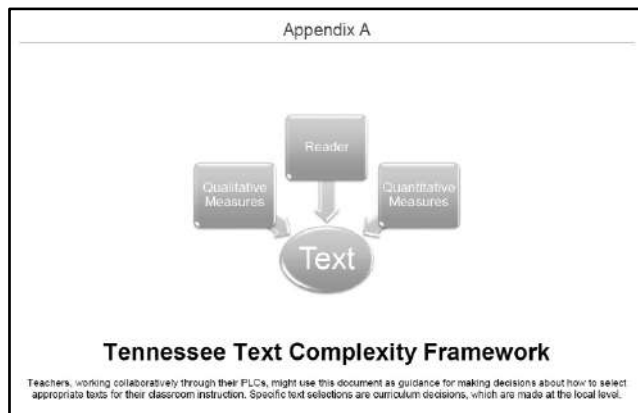 Appendix A
Reader
Qualitative
Measures
Quantitative
Measures
Text
Tennessee Text Complexity Framework
Teachers, working collaboratively through their PLCs, might use this document as guidance for making decisions about how to select
appropriate texts for their classroom instruction. Specific text selections are curriculum decisions, which are made at the local level.